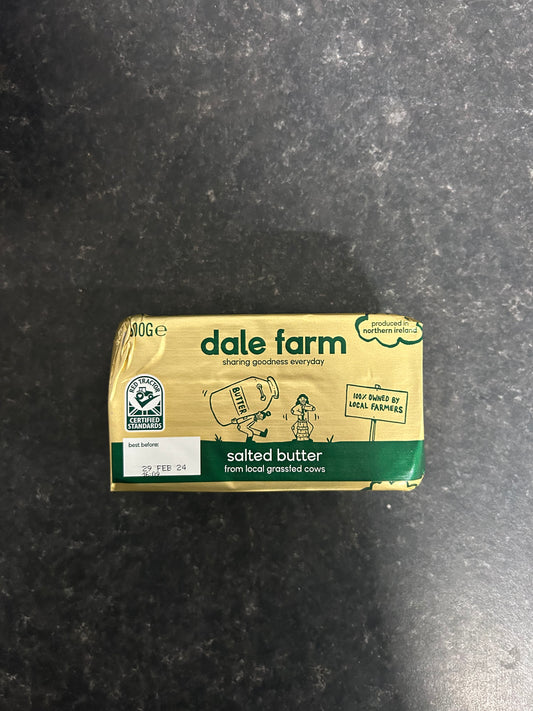 00G e
dale farm
sharing goodness everyday
produced in
northern ireland
RED TRACTOR
CERTIFIED
STANDARDS
BUTTER
100% OWNED BY
LOCAL FARMERS
best before:
29 FEB 24
salted butter
from local grassfed cows